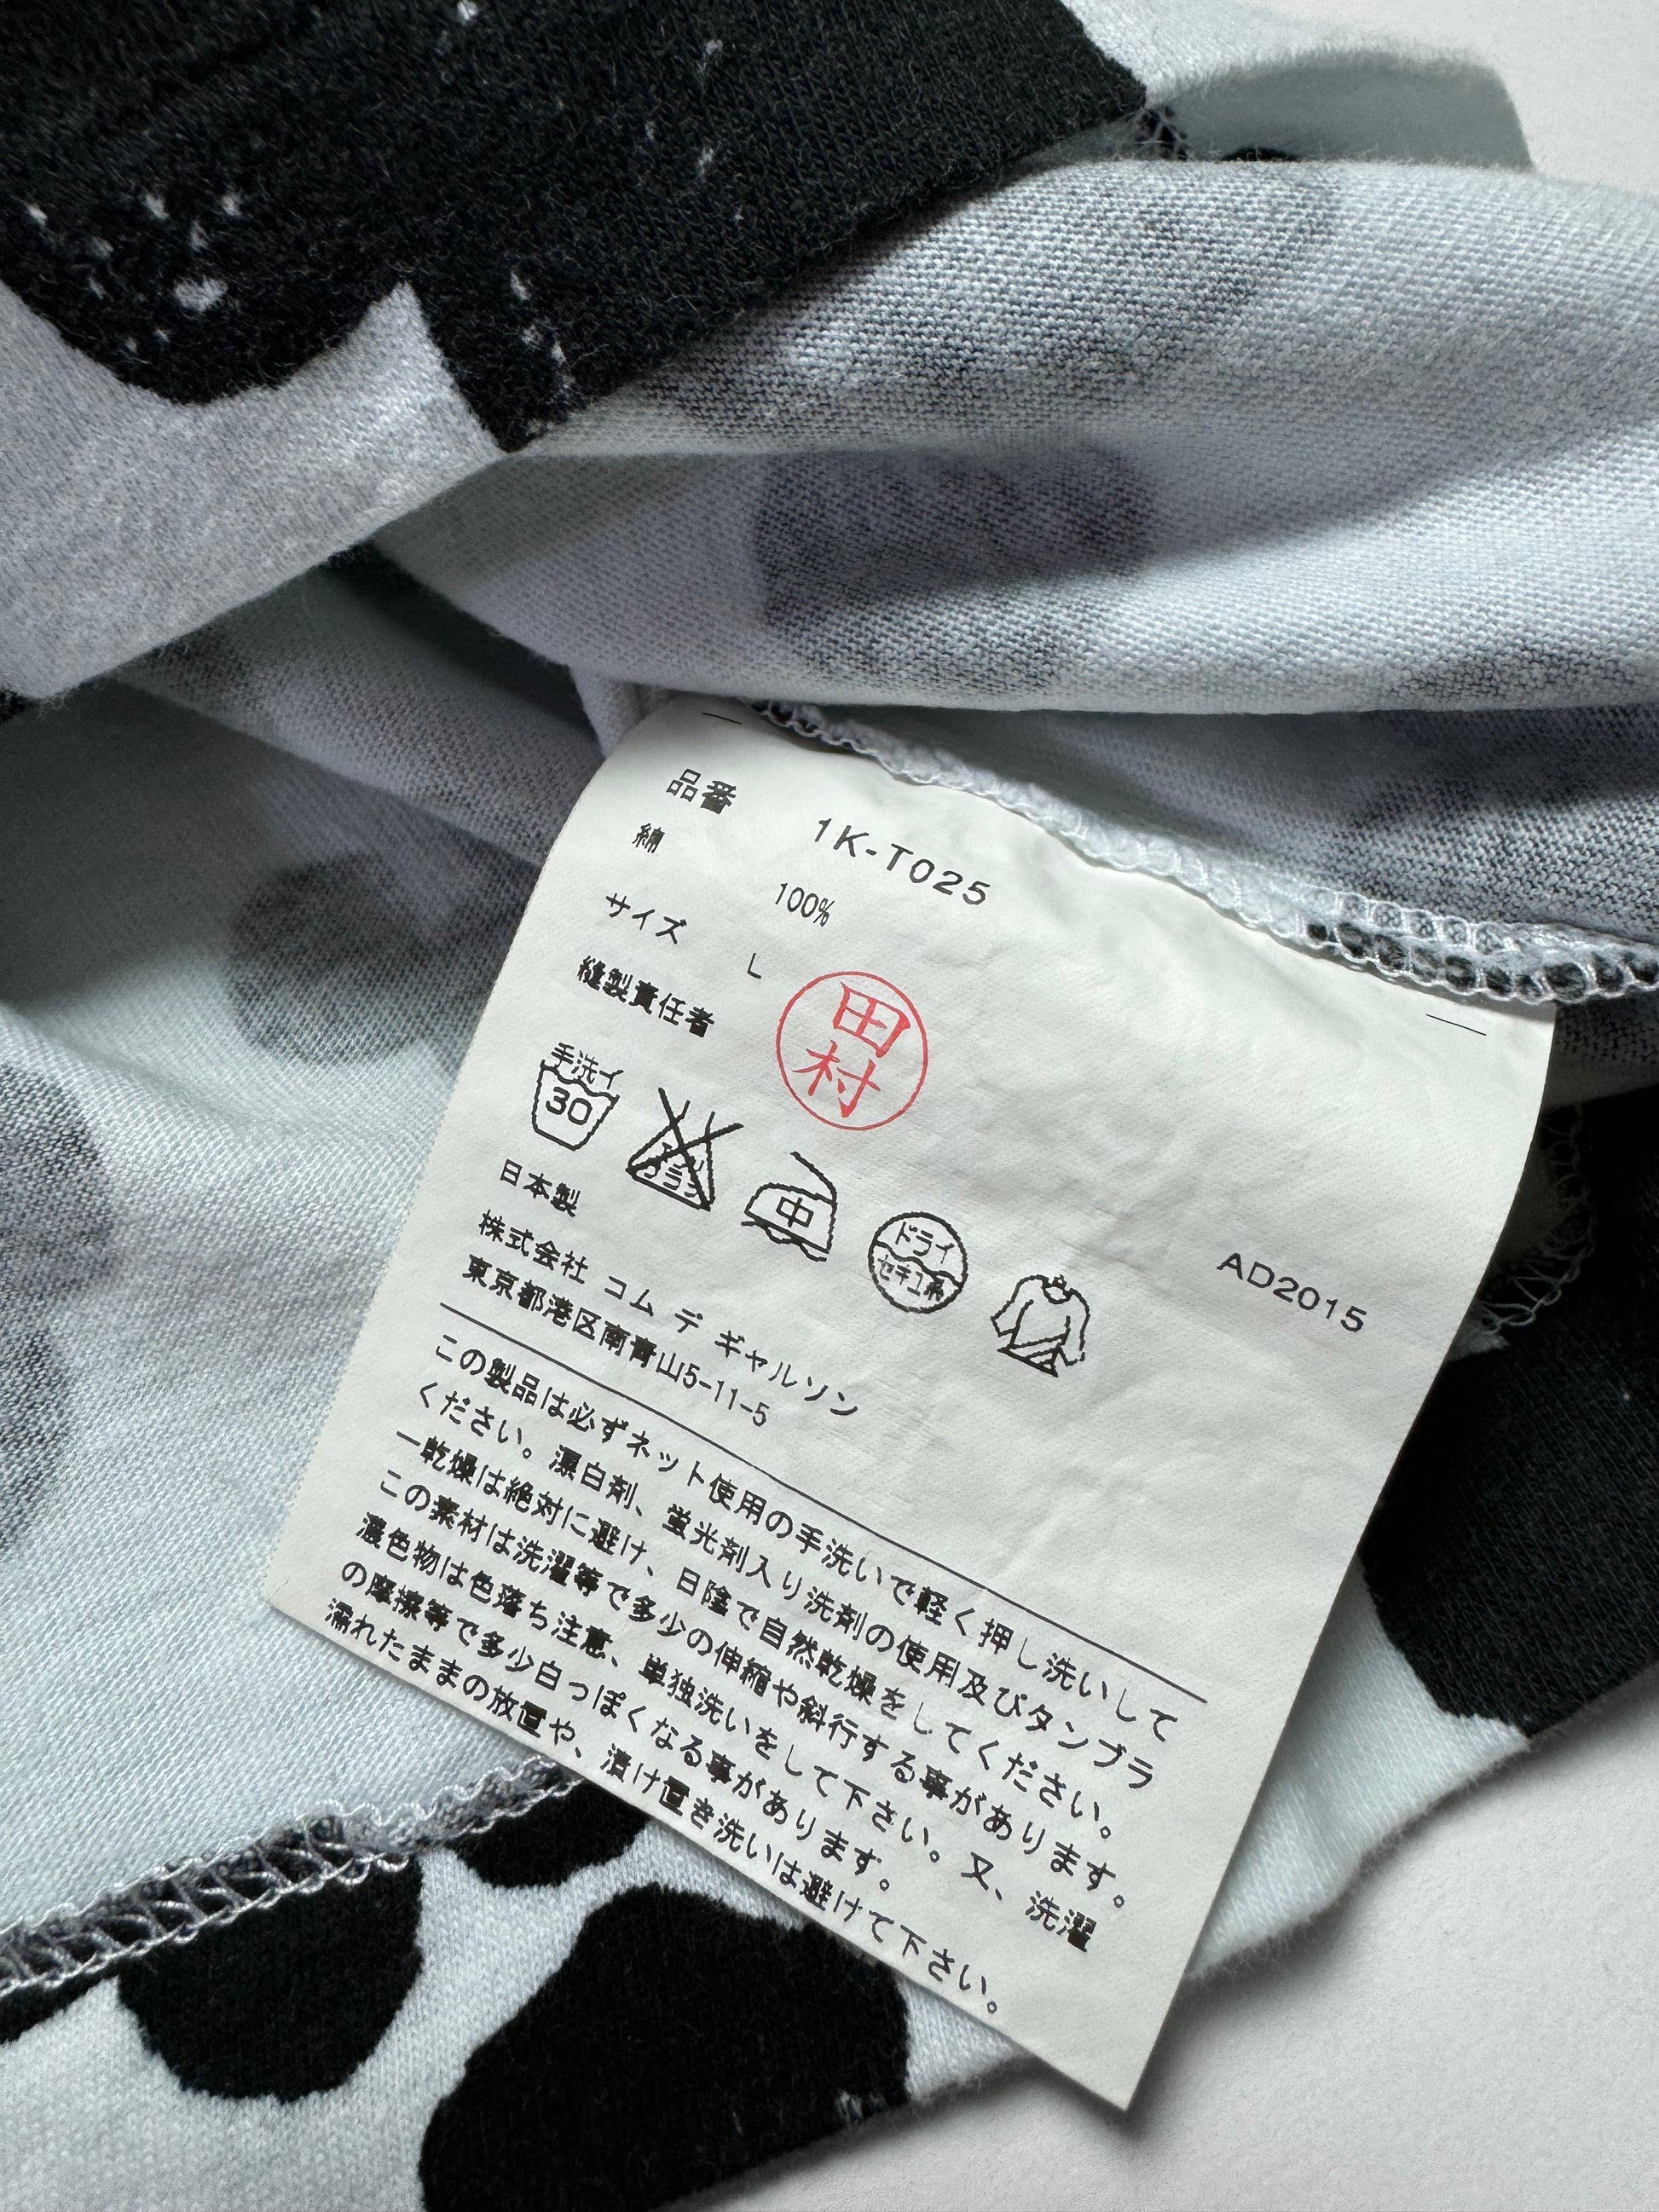 品番 1K-T025
綿 100%
サイズ L
縫製責任者 田村
手洗イ 30
エンソサラシ
中
ドライ セキユ系
日本製 AD2015
株式会社 コム デ ギャルソン
東京都港区南青山5-11-5
この製品は必ずネット使用の手洗いで軽く押し洗いして
ください。漂白剤、蛍光剤入り洗剤の使用及びタンブラ
ー乾燥は絶対に避け、日陰で自然乾燥をしてください。
この素材は洗濯等で多少の伸縮や斜行する事があります。
濃色物は色落ち注意、単独洗いをして下さい。又、洗濯
の摩擦等で多少白っぽくなる事があります。
濡れたままの放置や、漬け置き洗いは避けて下さい。